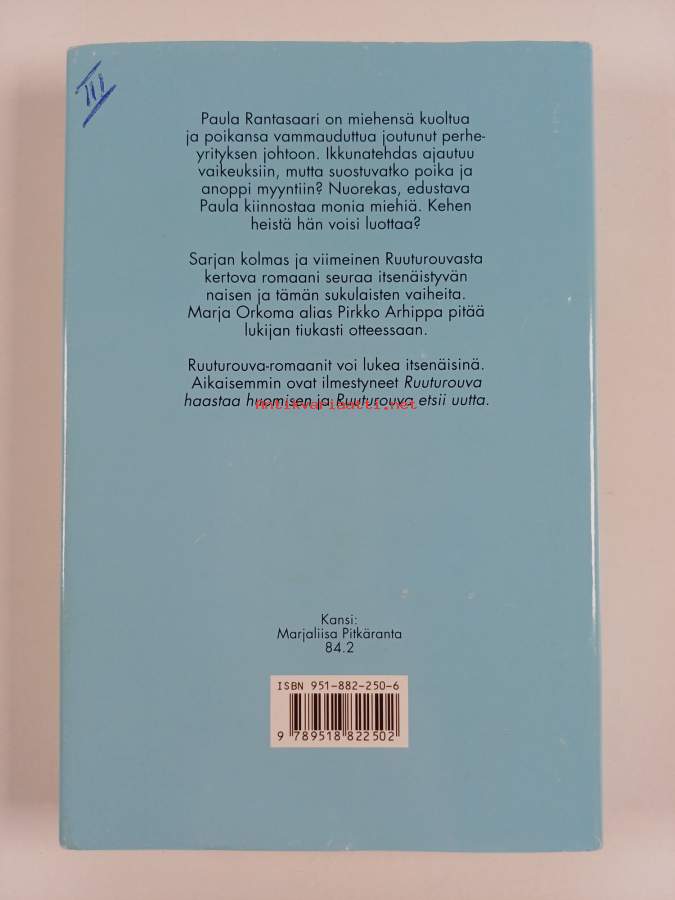 III
Paula Rantasaari on miehensä kuoltua
ja poikansa vammauduttua joutunut perhe-
yrityksen johtoon. Ikkunatehdas ajautuu
vaikeuksiin, mutta suostuvatko poika ja
anoppi myyntiin? Nuorekas, edustava
Paula kiinnostaa monia miehiä. Kehen
heistä hän voisi luottaa?
Sarjan kolmas ja viimeinen Ruuturouvasta
kertova romaani seuraa itsenäistyvän
naisen ja tämän sukulaisten vaiheita.
Marja Orkoma alias Pirkko Arhippa pitää
lukijan tiukasti otteessaan.
Ruuturouva-romaanit voi lukea itsenäisinä.
Aikaisemmin ovat ilmestyneet Ruuturouva
haastaa huomisen ja Ruuturouva etsii uutta.
Antikvariaatti.net
Kansi:
Marjaliisa Pitkäranta
84.2
ISBN 951-882-250-6
9 789518 822502